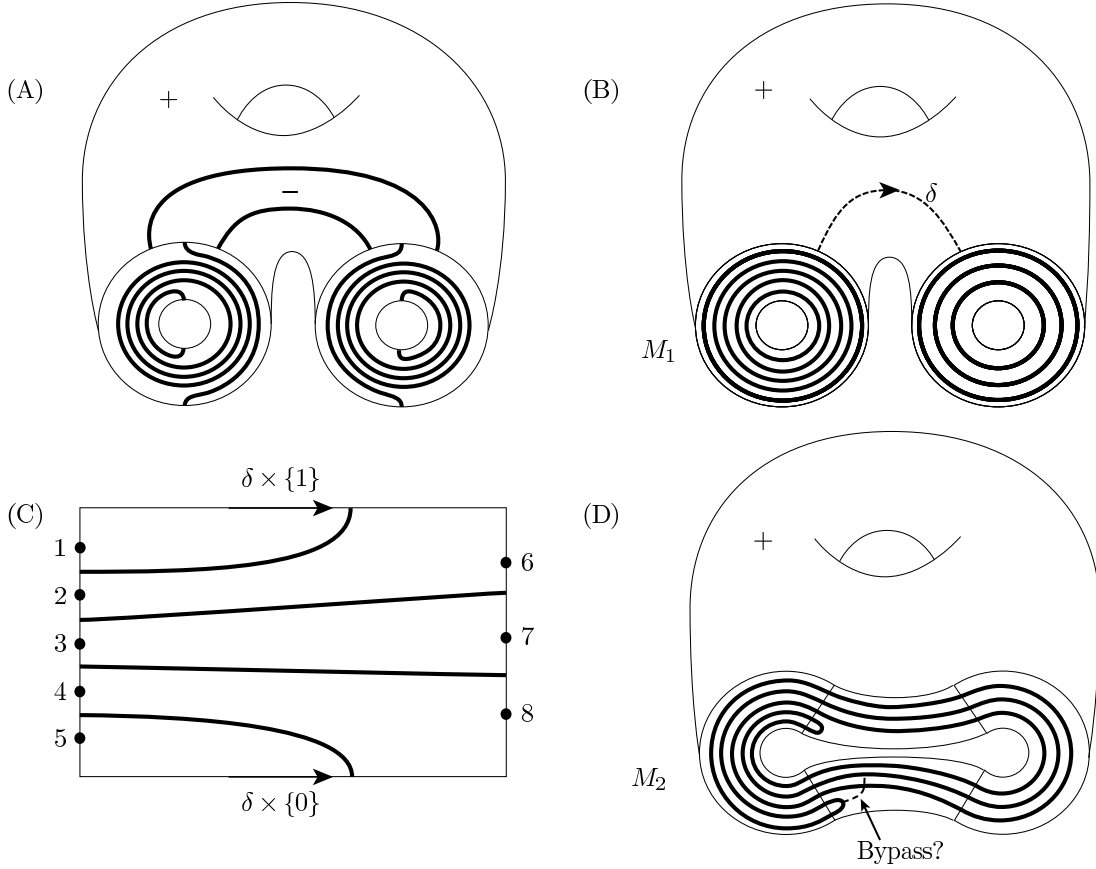 (A)
+
−
(B)
+
δ
M₁
(C)
δ × {1}
1
2
3
4
5
6
7
8
δ × {0}
(D)
+
M₂
Bypass?